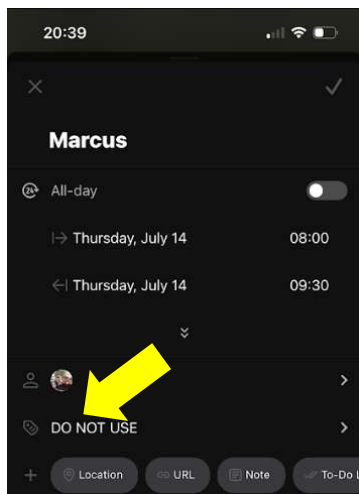 20:39
Marcus
All-day
Thursday, July 14 08:00
Thursday, July 14 09:30
DO NOT USE
Location URL Note To-Do